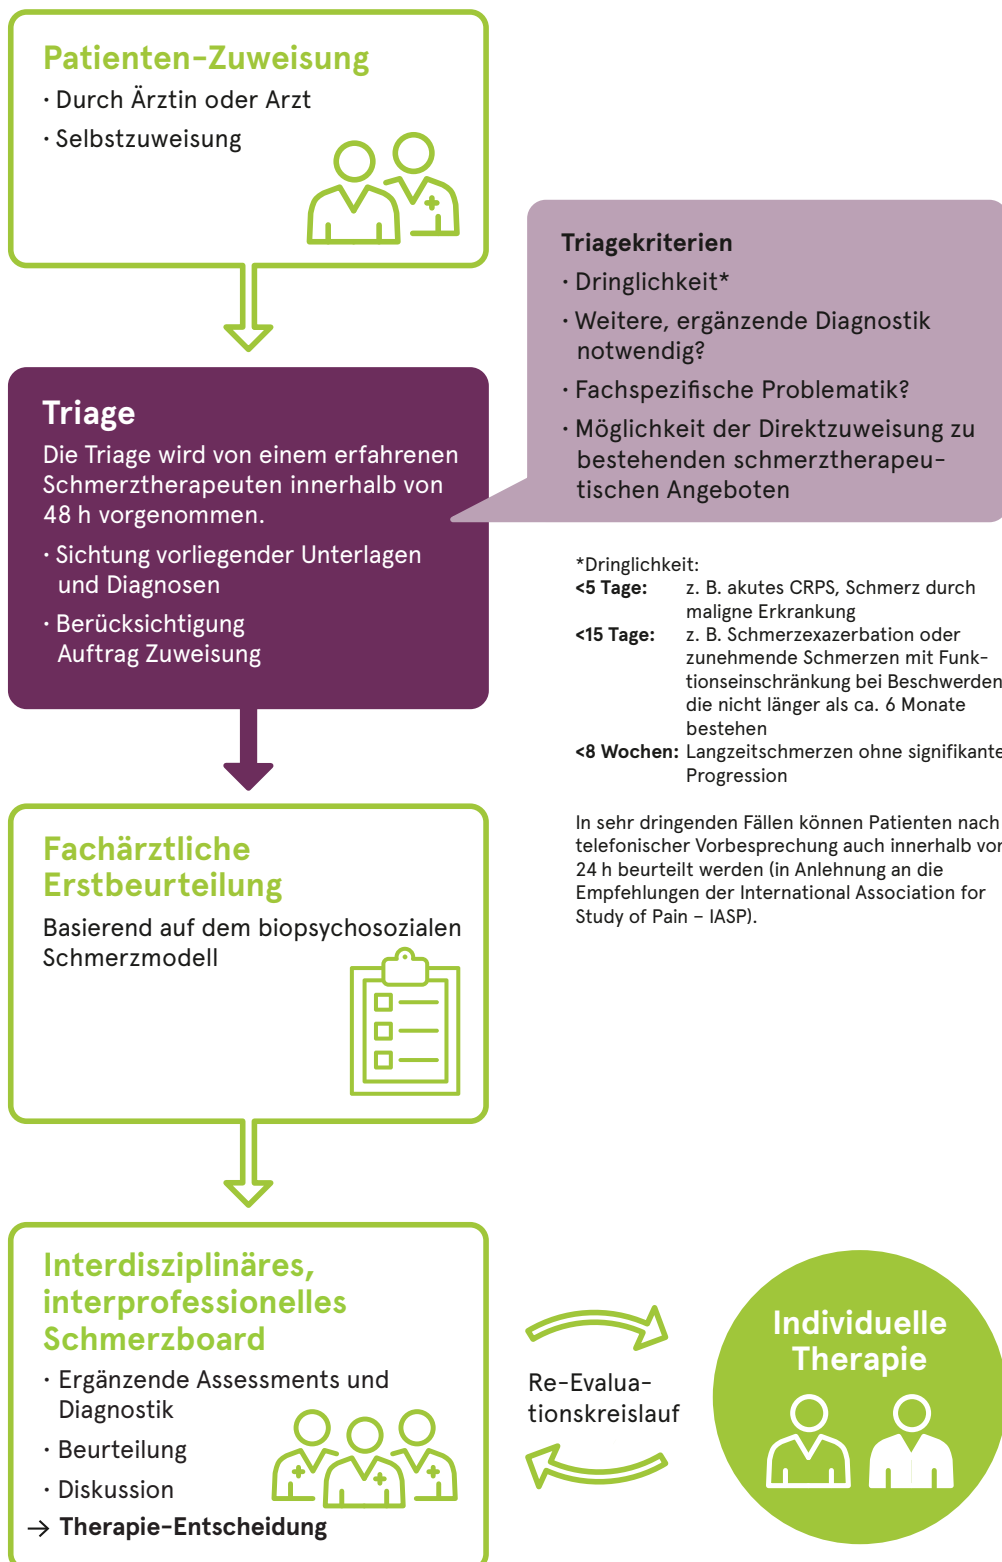 Patienten-Zuweisung
· Durch Ärztin oder Arzt
· Selbstzuweisung
Triagekriterien
· Dringlichkeit*
· Weitere, ergänzende Diagnostik
notwendig?
· Fachspezifische Problematik?
· Möglichkeit der Direktzuweisung zu
bestehenden schmerztherapeu-
tischen Angeboten
Triage
Die Triage wird von einem erfahrenen
Schmerztherapeuten innerhalb von
48 h vorgenommen.
· Sichtung vorliegender Unterlagen
und Diagnosen
· Berücksichtigung
Auftrag Zuweisung
*Dringlichkeit:
<5 Tage: z. B. akutes CRPS, Schmerz durch
maligne Erkrankung
<15 Tage: z. B. Schmerzexazerbation oder
zunehmende Schmerzen mit Funk-
tionseinschränkung bei Beschwerden
die nicht länger als ca. 6 Monate
bestehen
<8 Wochen: Langzeitschmerzen ohne signifikante
Progression
In sehr dringenden Fällen können Patienten nach
telefonischer Vorbesprechung auch innerhalb von
24 h beurteilt werden (in Anlehnung an die
Empfehlungen der International Association for
Study of Pain – IASP).
Fachärztliche
Erstbeurteilung
Basierend auf dem biopsychosozialen
Schmerzmodell
Interdisziplinäres,
interprofessionelles
Schmerzboard
· Ergänzende Assessments und
Diagnostik
· Beurteilung
· Diskussion
→ Therapie-Entscheidung
Re-Evalua-
tionskreislauf
Individuelle
Therapie